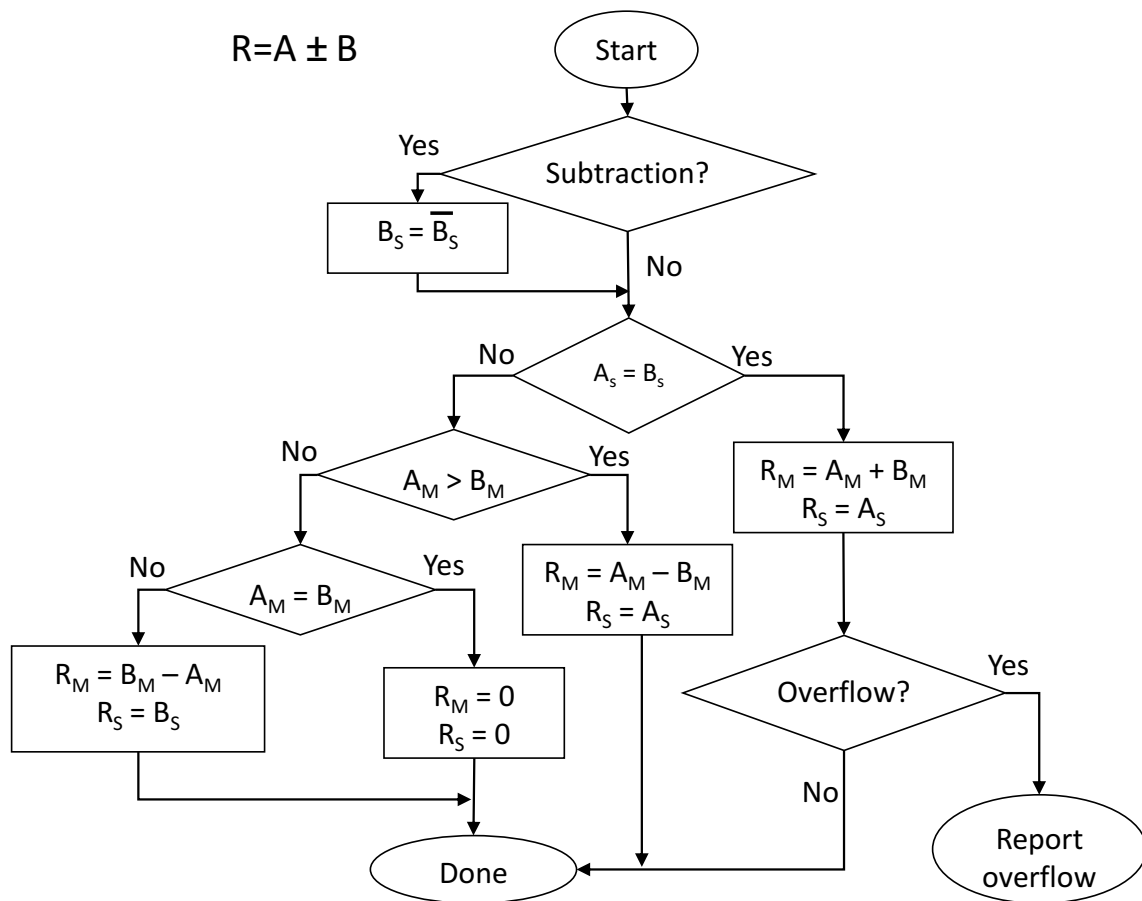 R=A ± B
Start
Yes
Subtraction?
B_S = B̅_S̅
No
No
A_s = B_s
Yes
No
A_M > B_M
Yes
R_M = A_M + B_M
R_S = A_S
No
A_M = B_M
Yes
R_M = A_M – B_M
R_S = A_S
R_M = B_M – A_M
R_S = B_S
R_M = 0
R_S = 0
Overflow?
Yes
No
Done
Report
overflow